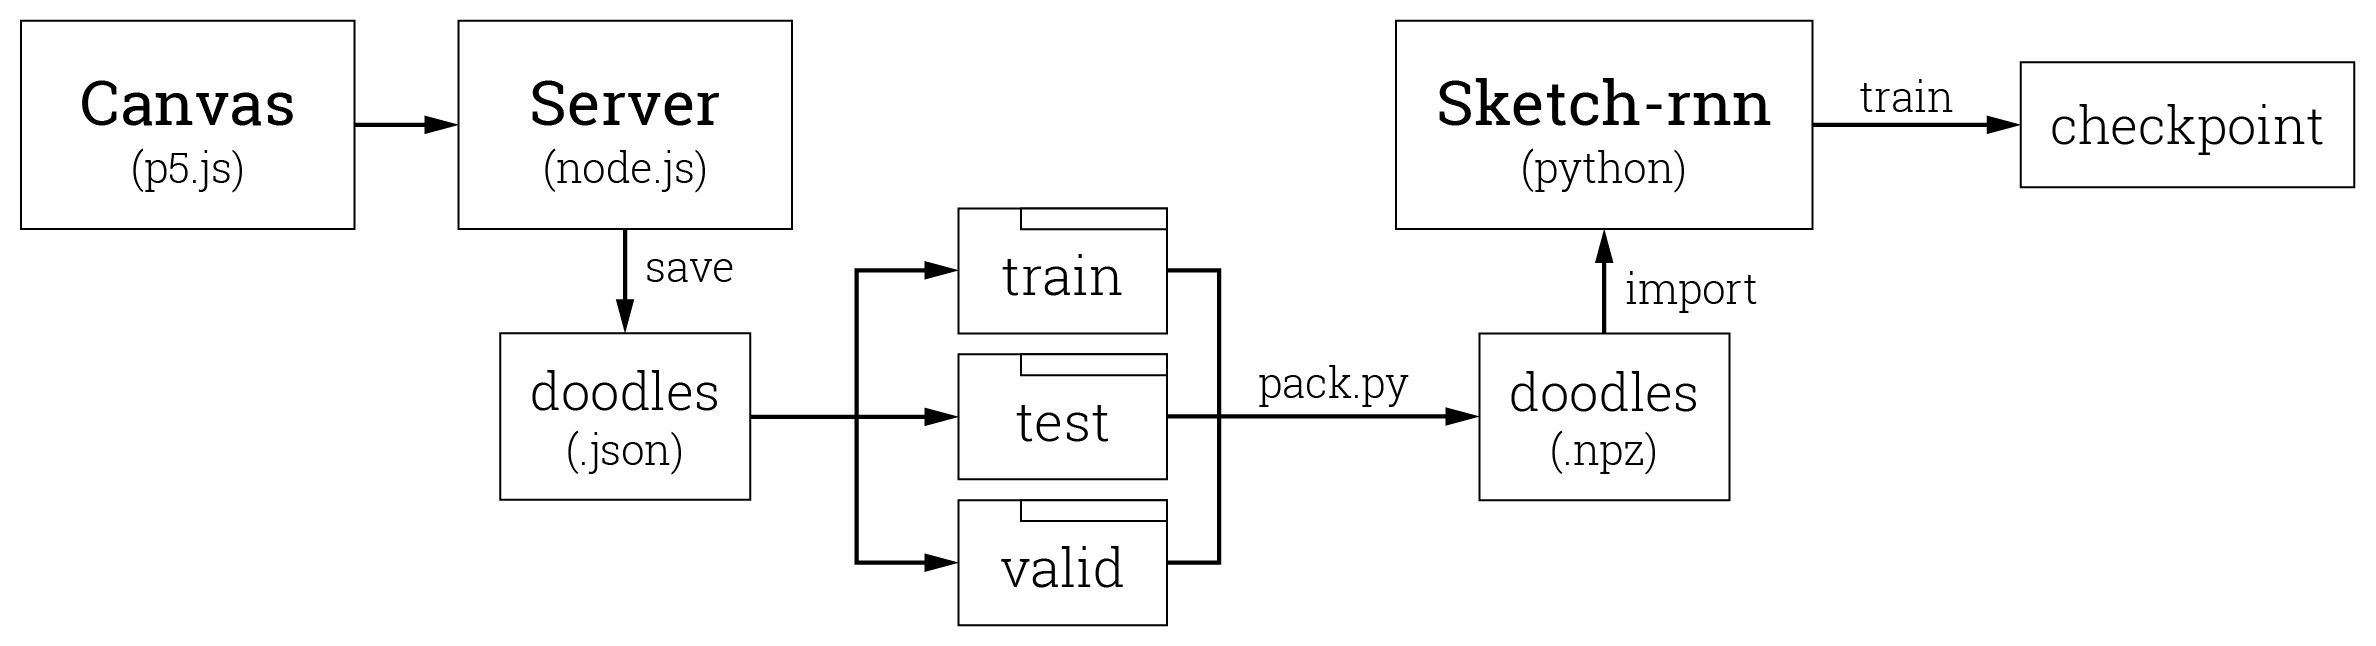 Canvas
(p5.js)
Server
(node.js)
save
doodles
(.json)
train
test
valid
pack.py
doodles
(.npz)
import
Sketch-rnn
(python)
train
checkpoint